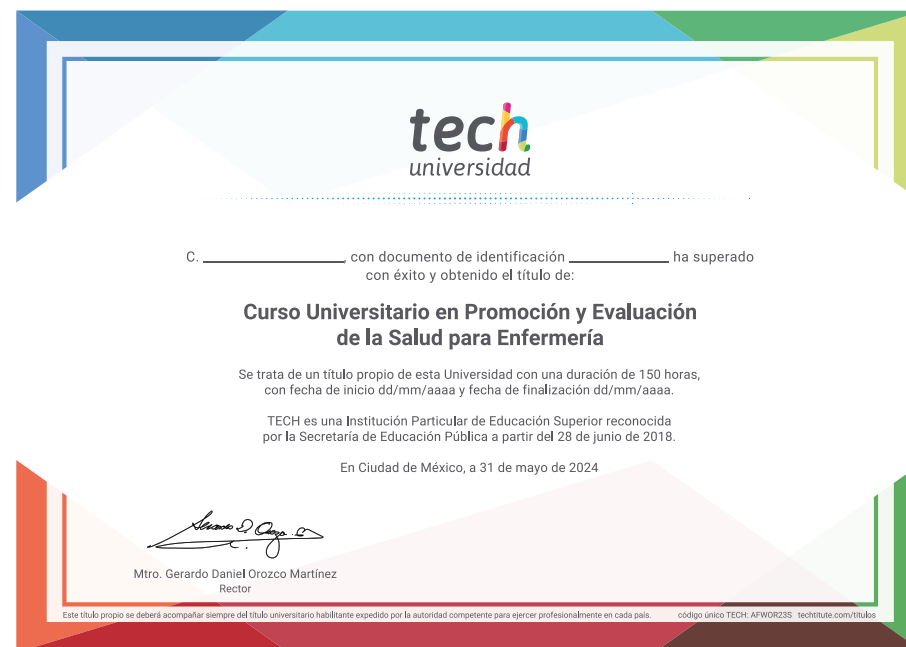 tech
universidad
C. ____________, con documento de identificación ____________ ha superado
con éxito y obtenido el título de:
Curso Universitario en Promoción y Evaluación
de la Salud para Enfermería
Se trata de un título propio de esta Universidad con una duración de 150 horas,
con fecha de inicio dd/mm/aaaa y fecha de finalización dd/mm/aaaa.
TECH es una Institución Particular de Educación Superior reconocida
por la Secretaría de Educación Pública a partir del 28 de junio de 2018.
En Ciudad de México, a 31 de mayo de 2024
Mtro. Gerardo Daniel Orozco Martínez
Rector
Este título propio se deberá acompañar siempre del título universitario habilitante expedido por la autoridad competente para ejercer profesionalmente en cada país. código único TECH: AFWOR23S techtitute.com/titulos